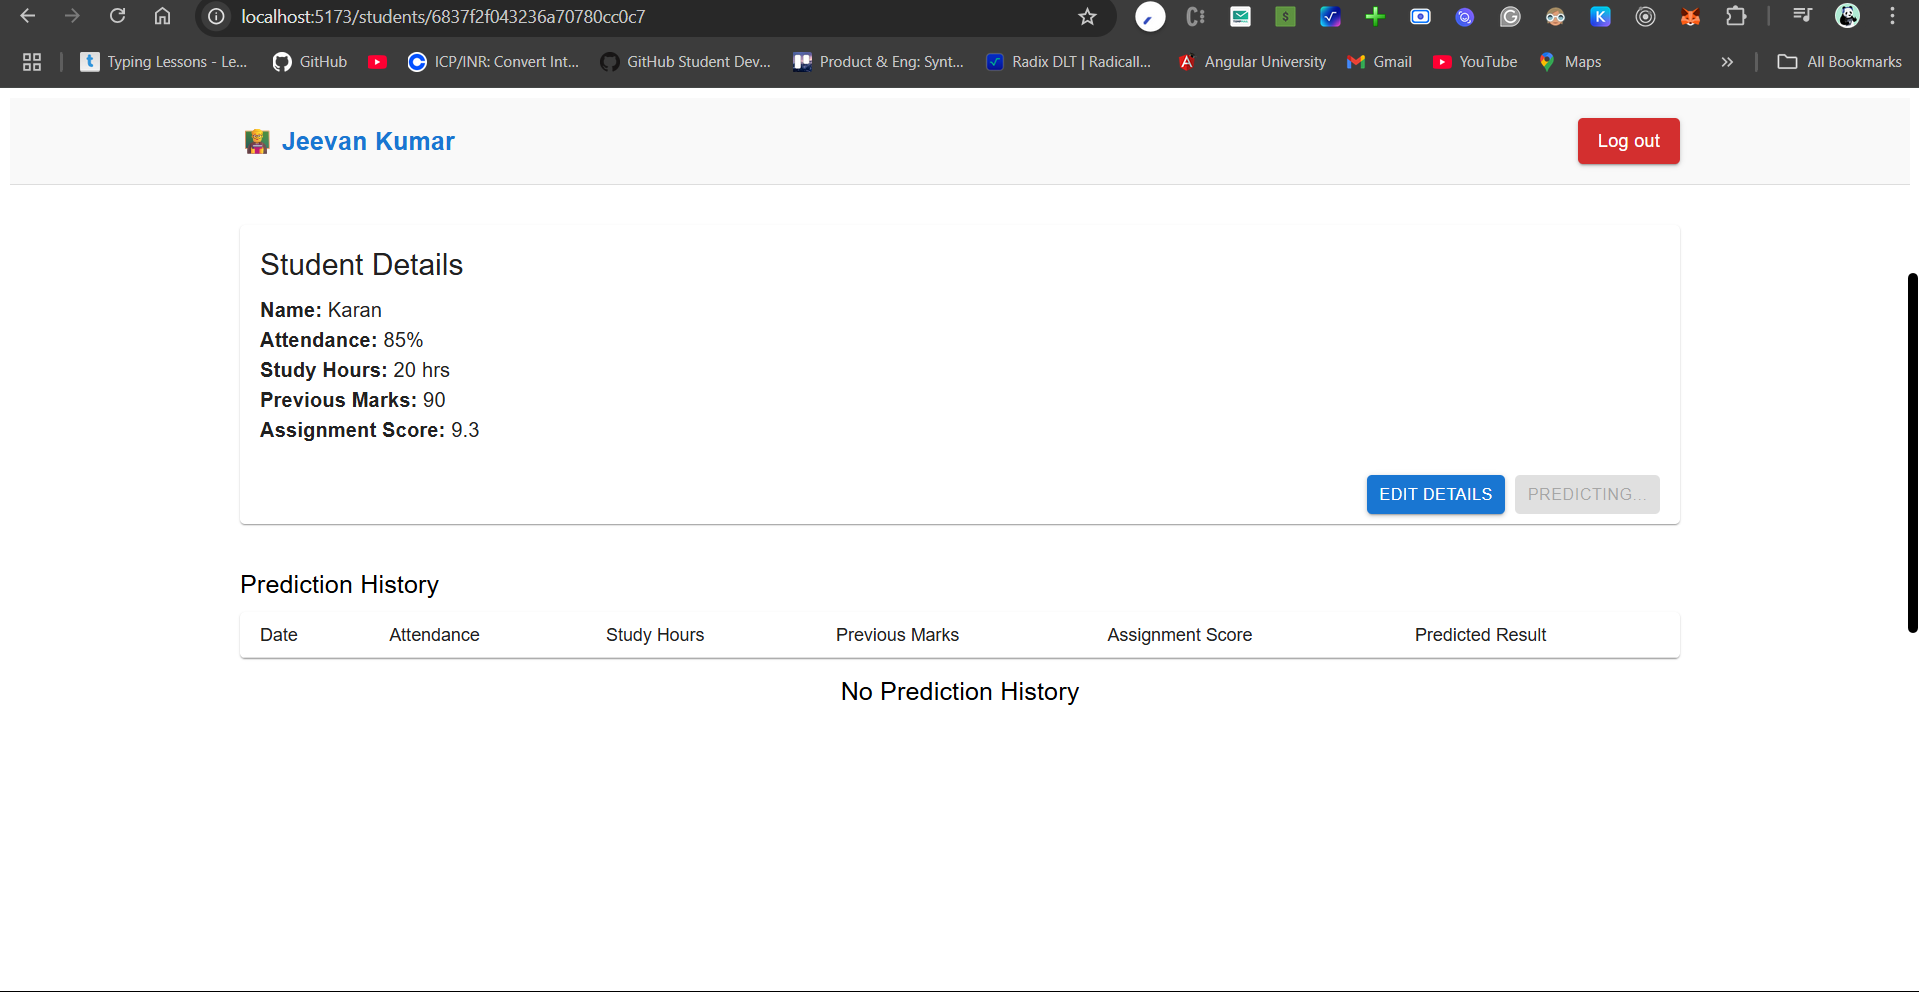 localhost:5173/students/6837f2f043236a70780cc0c7
Typing Lessons - Le...
GitHub
ICP/INR: Convert Int...
GitHub Student Dev...
Product & Eng: Synt...
Radix DLT | Radicall...
Angular University
Gmail
YouTube
Maps
All Bookmarks
Jeevan Kumar
Log out
Student Details
Name: Karan
Attendance: 85%
Study Hours: 20 hrs
Previous Marks: 90
Assignment Score: 9.3
EDIT DETAILS
PREDICTING...
Prediction History
Date Attendance Study Hours Previous Marks Assignment Score Predicted Result
No Prediction History